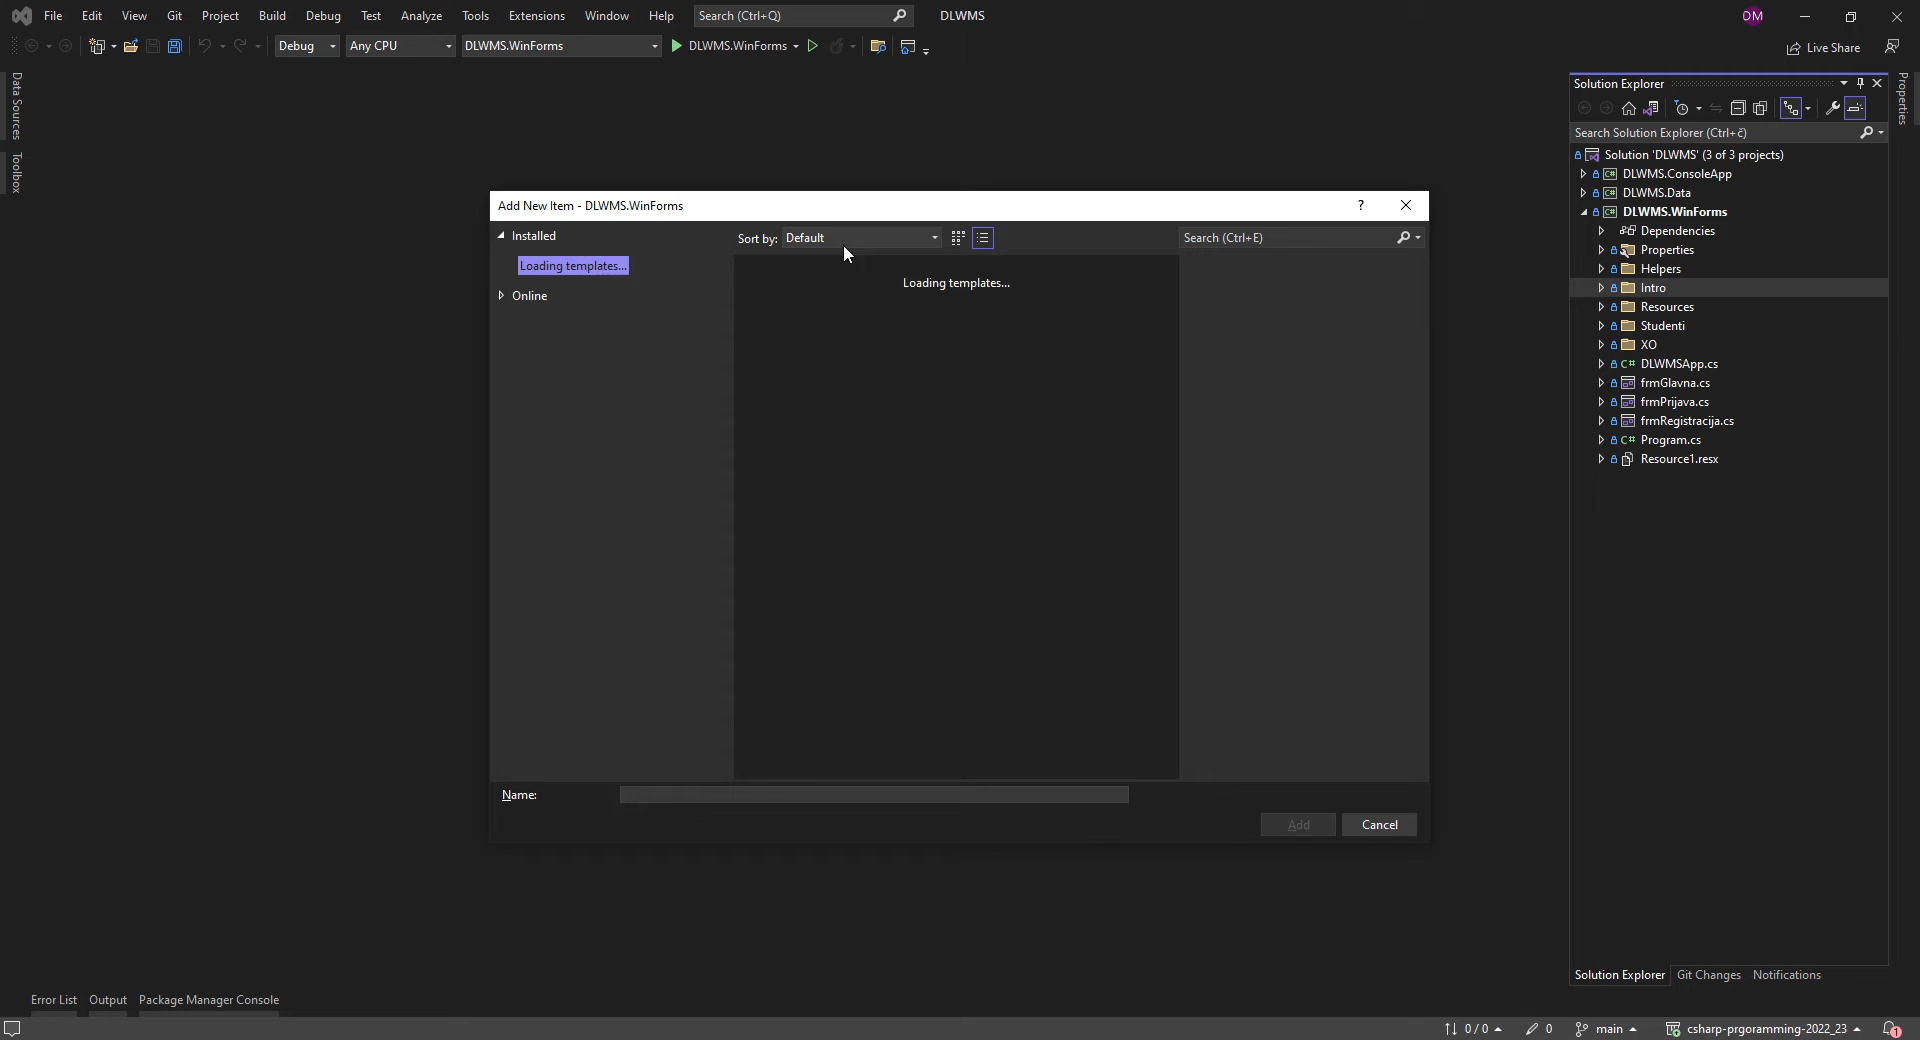 File Edit View Git Project Build Debug Test Analyze Tools Extensions Window Help Search (Ctrl+Q) DLWMS DM
Debug Any CPU DLWMS.WinForms DLWMS.WinForms Live Share
Data Sources
Toolbox
Properties
Solution Explorer
Search Solution Explorer (Ctrl+č)
Solution 'DLWMS' (3 of 3 projects)
DLWMS.ConsoleApp
DLWMS.Data
DLWMS.WinForms
Dependencies
Properties
Helpers
Intro
Resources
Studenti
XO
DLWMSApp.cs
frmGlavna.cs
frmPrijava.cs
frmRegistracija.cs
Program.cs
Resource1.resx
Add New Item - DLWMS.WinForms ?
Installed Sort by: Default Search (Ctrl+E)
Loading templates...
Loading templates...
Online
Name:
Add Cancel
Solution Explorer Git Changes Notifications
Error List Output Package Manager Console
0 / 0 0 main csharp-prgoramming-2022_23 1